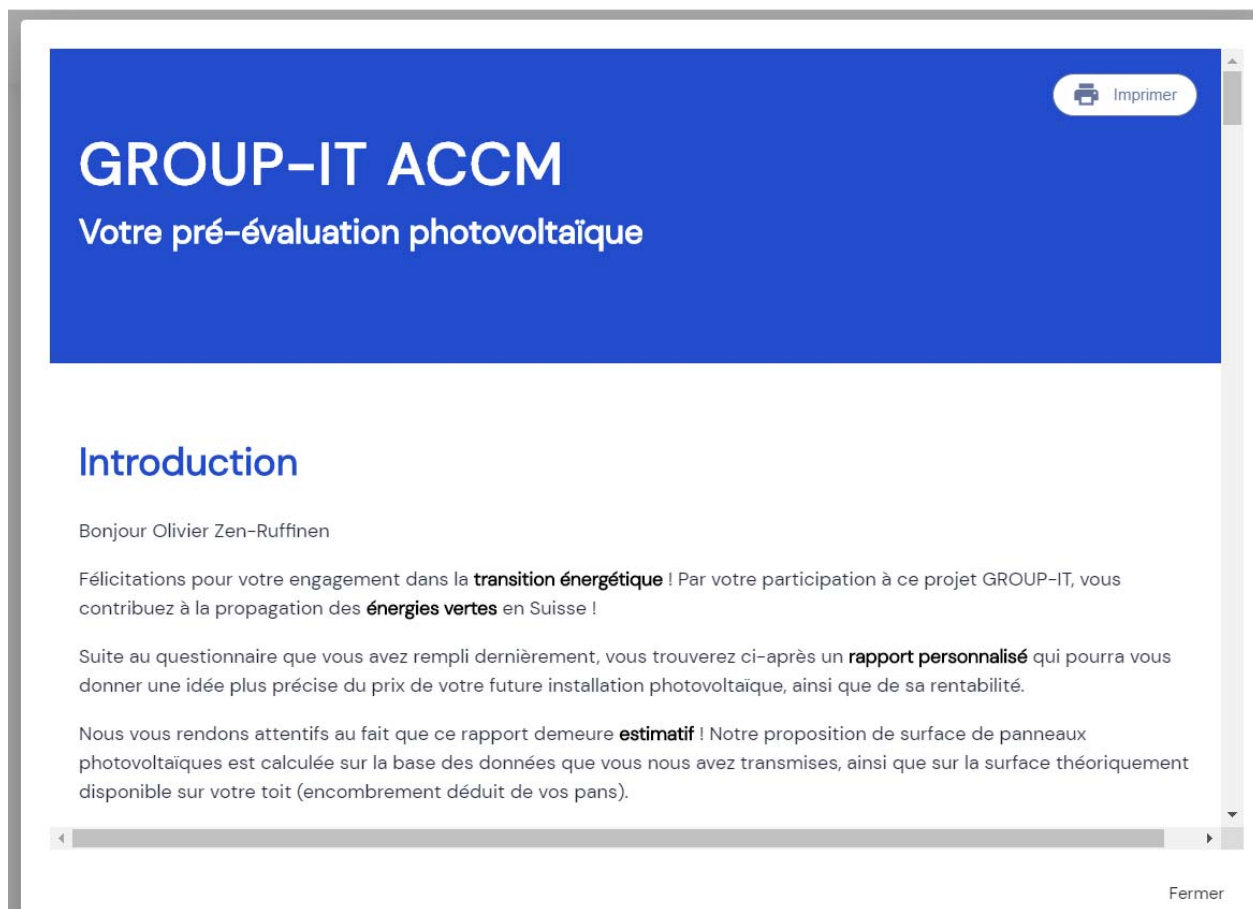 Imprimer
GROUP-IT ACCM
Votre pré-évaluation photovoltaïque
Introduction
Bonjour Olivier Zen-Ruffinen
Félicitations pour votre engagement dans la transition énergétique ! Par votre participation à ce projet GROUP-IT, vous
contribuez à la propagation des énergies vertes en Suisse !
Suite au questionnaire que vous avez rempli dernièrement, vous trouverez ci-après un rapport personnalisé qui pourra vous
donner une idée plus précise du prix de votre future installation photovoltaïque, ainsi que de sa rentabilité.
Nous vous rendons attentifs au fait que ce rapport demeure estimatif ! Notre proposition de surface de panneaux
photovoltaïques est calculée sur la base des données que vous nous avez transmises, ainsi que sur la surface théoriquement
disponible sur votre toit (encombrement déduit de vos pans).
Fermer